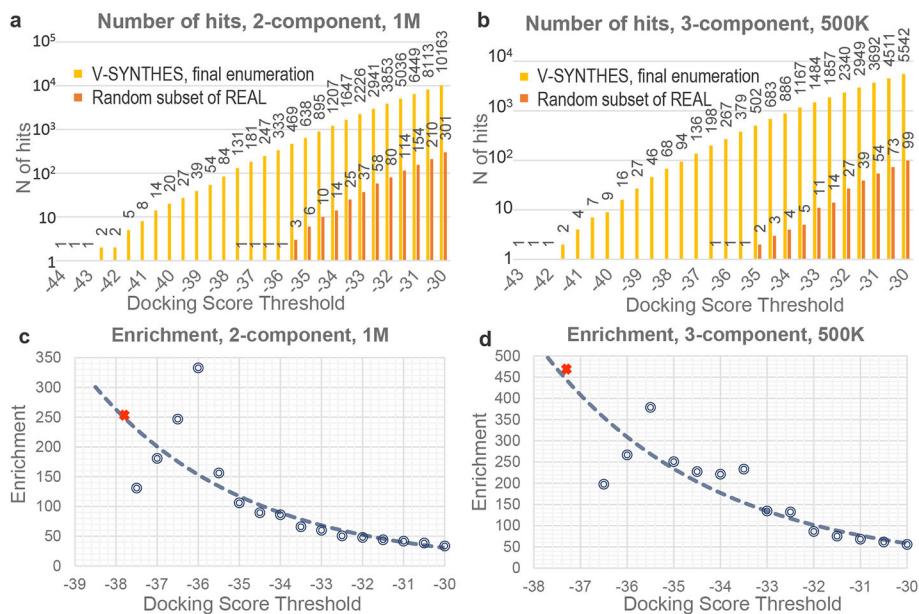 a
Number of hits, 2-component, 1M
N of hits
10⁵
10⁴
10³
10²
10
1
V-SYNTHES, final enumeration
Random subset of REAL
1 1 1 2 2 5 8 14 20 27 39 54 84 131 181 247 333 469 638 895 1207 1647 2226 2941 3853 5036 6449 8113 10163
1 1 1 1 3 6 10 14 25 37 58 80 114 154 210 301
-44 -43 -42 -41 -40 -39 -38 -37 -36 -35 -34 -33 -32 -31 -30
Docking Score Threshold
b
Number of hits, 3-component, 500K
N of hits
10⁴
10³
10²
10
1
V-SYNTHES, final enumeration
Random subset of REAL
1 1 1 2 4 7 9 16 27 46 68 94 136 198 267 379 502 683 886 1167 1484 1857 2340 2949 3692 4511 5542
1 1 1 2 3 4 5 11 14 27 39 54 73 99
-43 -42 -41 -40 -39 -38 -37 -36 -35 -34 -33 -32 -31 -30
Docking Score Threshold
c
Enrichment, 2-component, 1M
Enrichment
350
300
250
200
150
100
50
0
-39 -38 -37 -36 -35 -34 -33 -32 -31 -30
Docking Score Threshold
d
Enrichment, 3-component, 500K
Enrichment
500
450
400
350
300
250
200
150
100
50
0
-38 -37 -36 -35 -34 -33 -32 -31 -30
Docking Score Threshold